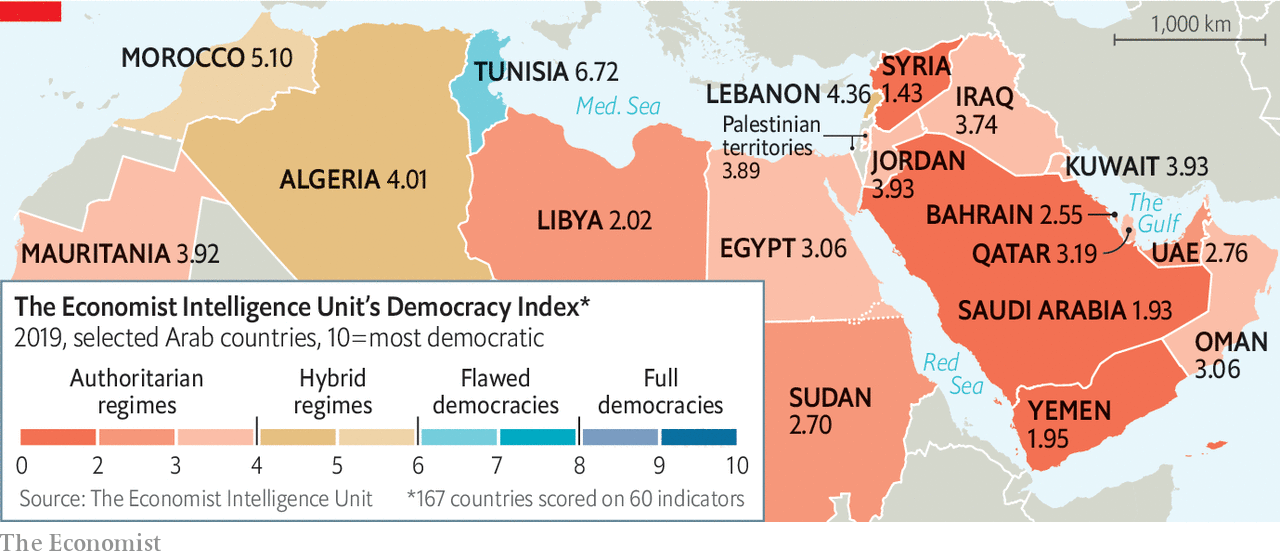 1,000 km
MOROCCO 5.10
TUNISIA 6.72
Med. Sea
SYRIA
1.43
LEBANON 4.36
IRAQ
3.74
Palestinian
territories
3.89
JORDAN
3.93
KUWAIT 3.93
ALGERIA 4.01
LIBYA 2.02
The
Gulf
BAHRAIN 2.55
MAURITANIA 3.92
EGYPT 3.06
QATAR 3.19
UAE 2.76
SAUDI ARABIA 1.93
OMAN
3.06
Red
Sea
SUDAN
2.70
YEMEN
1.95
The Economist Intelligence Unit's Democracy Index*
2019, selected Arab countries, 10=most democratic
Authoritarian
regimes
Hybrid
regimes
Flawed
democracies
Full
democracies
0 2 3 4 5 6 7 8 9 10
Source: The Economist Intelligence Unit
*167 countries scored on 60 indicators
The Economist